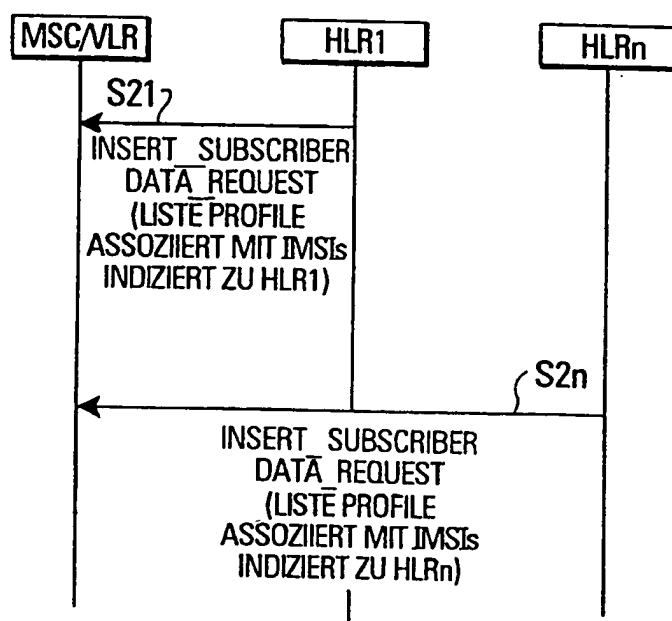 MSC/VLR
HLR1
HLRn
S21
INSERT_SUBSCRIBER
DATA_REQUEST
(LISTE PROFILE
ASSOZIIERT MIT IMSIs
INDIZIERT ZU HLR1)
S2n
INSERT_SUBSCRIBER
DATA_REQUEST
(LISTE PROFILE
ASSOZIIERT MIT IMSIs
INDIZIERT ZU HLRn)